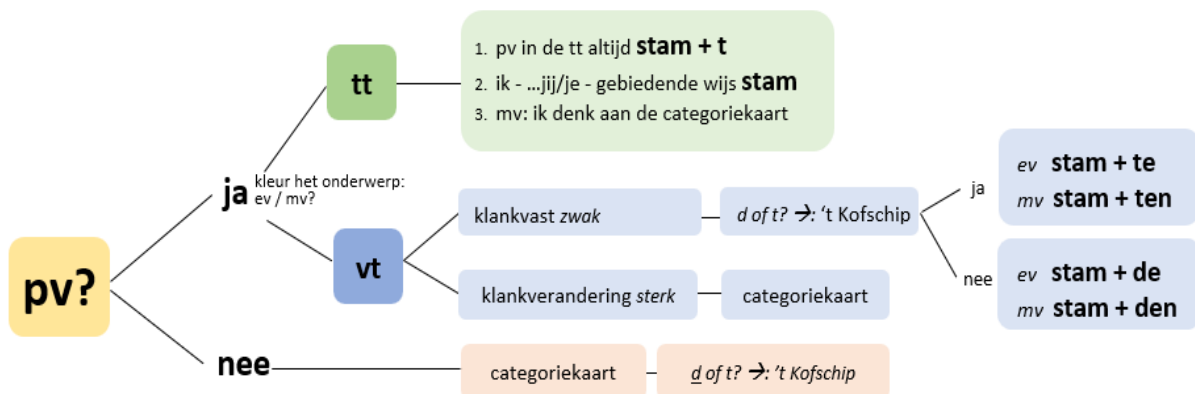 pv?
ja kleur het onderwerp:
ev / mv?
tt
1. pv in de tt altijd stam + t
2. ik - ...jij/je - gebiedende wijs stam
3. mv: ik denk aan de categoriekaart
vt
klankvast zwak
d of t? →: ‘t Kofschip
ja
ev stam + te
mv stam + ten
nee
ev stam + de
mv stam + den
klankverandering sterk
categoriekaart
nee
categoriekaart
d of t? →: ‘t Kofschip